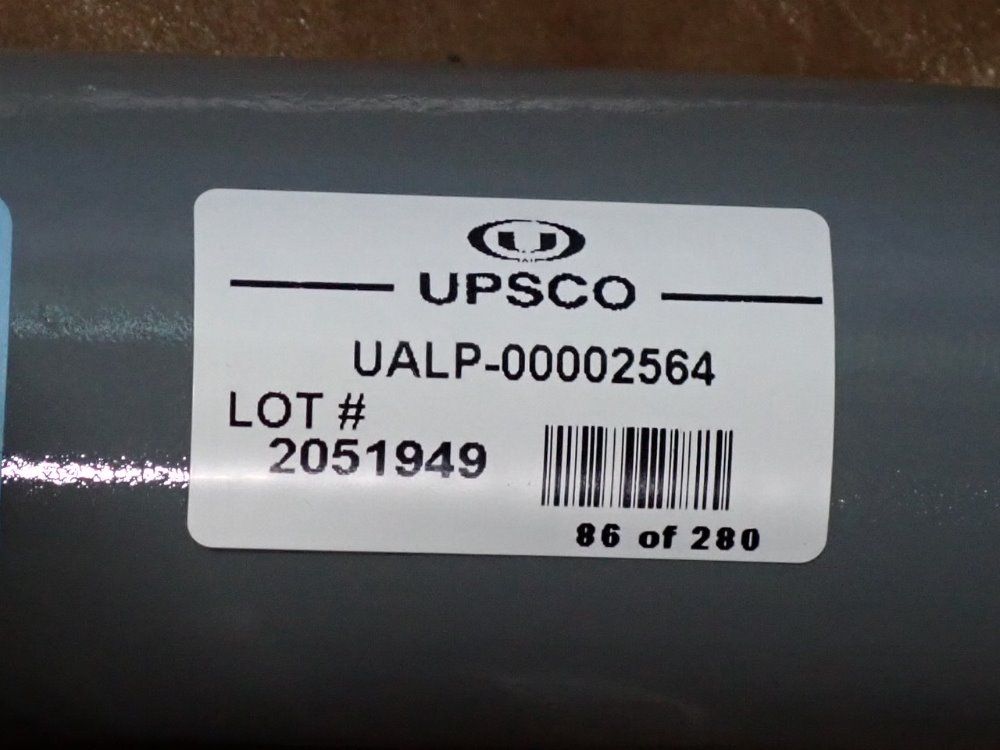 U
UPSCO
UALP-00002564
LOT #
2051949
86 of 280